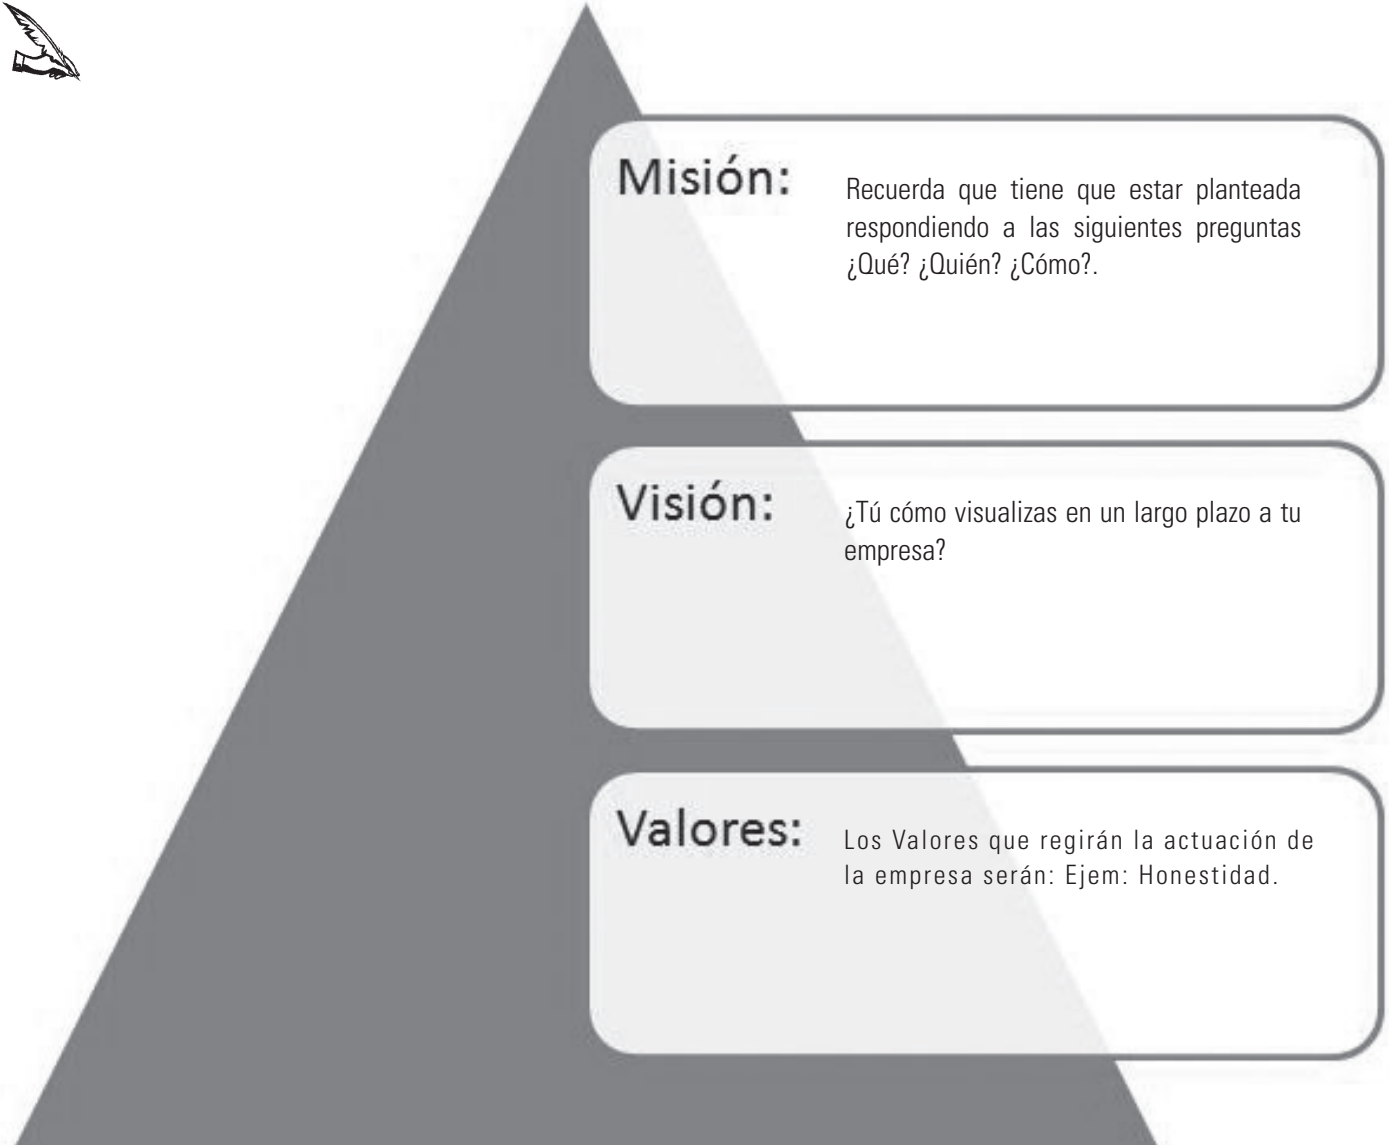 Misión:
Recuerda que tiene que estar planteada
respondiendo a las siguientes preguntas
¿Qué? ¿Quién? ¿Cómo?.
Visión:
¿Tú cómo visualizas en un largo plazo a tu
empresa?
Valores:
Los Valores que regirán la actuación de
la empresa serán: Ejem: Honestidad.